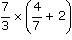 7/3 × (4/7 + 2)